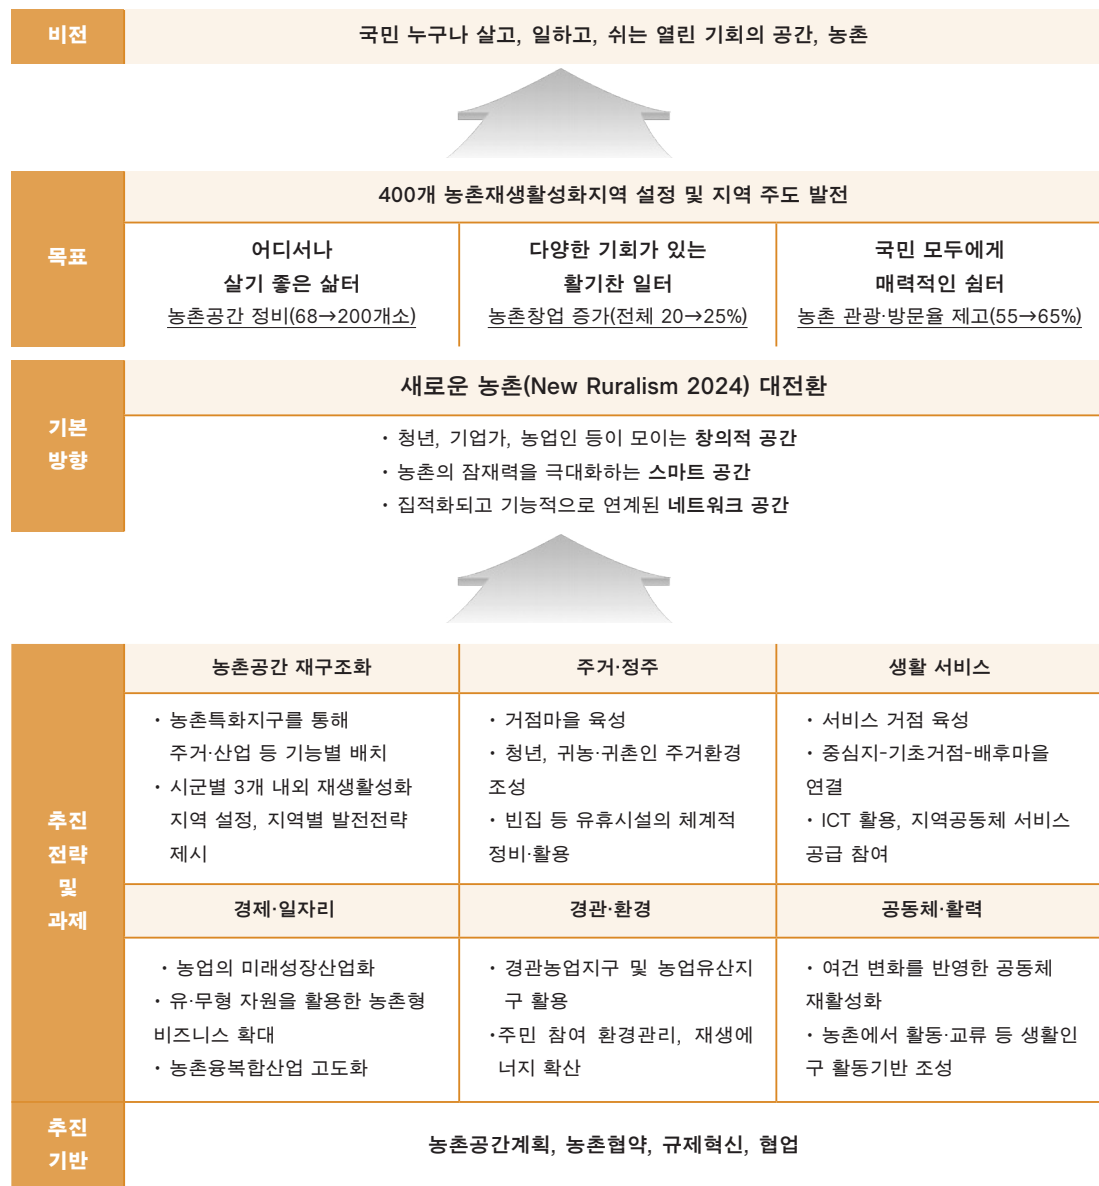 비전
국민 누구나 살고, 일하고, 쉬는 열린 기회의 공간, 농촌
목표
400개 농촌재생활성화지역 설정 및 지역 주도 발전
어디서나
살기 좋은 삶터
농촌공간 정비(68→200개소)
다양한 기회가 있는
활기찬 일터
농촌창업 증가(전체 20→25%)
국민 모두에게
매력적인 쉼터
농촌 관광·방문율 제고(55→65%)
기본
방향
새로운 농촌(New Ruralism 2024) 대전환
• 청년, 기업가, 농업인 등이 모이는 창의적 공간
• 농촌의 잠재력을 극대화하는 스마트 공간
• 집적화되고 기능적으로 연계된 네트워크 공간
추진
전략
및
과제
농촌공간 재구조화
• 농촌특화지구를 통해
주거·산업 등 기능별 배치
• 시군별 3개 내외 재생활성화
지역 설정, 지역별 발전전략
제시
주거·정주
• 거점마을 육성
• 청년, 귀농·귀촌인 주거환경
조성
• 빈집 등 유휴시설의 체계적
정비·활용
생활 서비스
• 서비스 거점 육성
• 중심지-기초거점-배후마을
연결
• ICT 활용, 지역공동체 서비스
공급 참여
경제·일자리
• 농업의 미래성장산업화
• 유·무형 자원을 활용한 농촌형
비즈니스 확대
• 농촌융복합산업 고도화
경관·환경
• 경관농업지구 및 농업유산지
구 활용
•주민 참여 환경관리, 재생에
너지 확산
공동체·활력
• 여건 변화를 반영한 공동체
재활성화
• 농촌에서 활동·교류 등 생활인
구 활동기반 조성
추진
기반
농촌공간계획, 농촌협약, 규제혁신, 협업